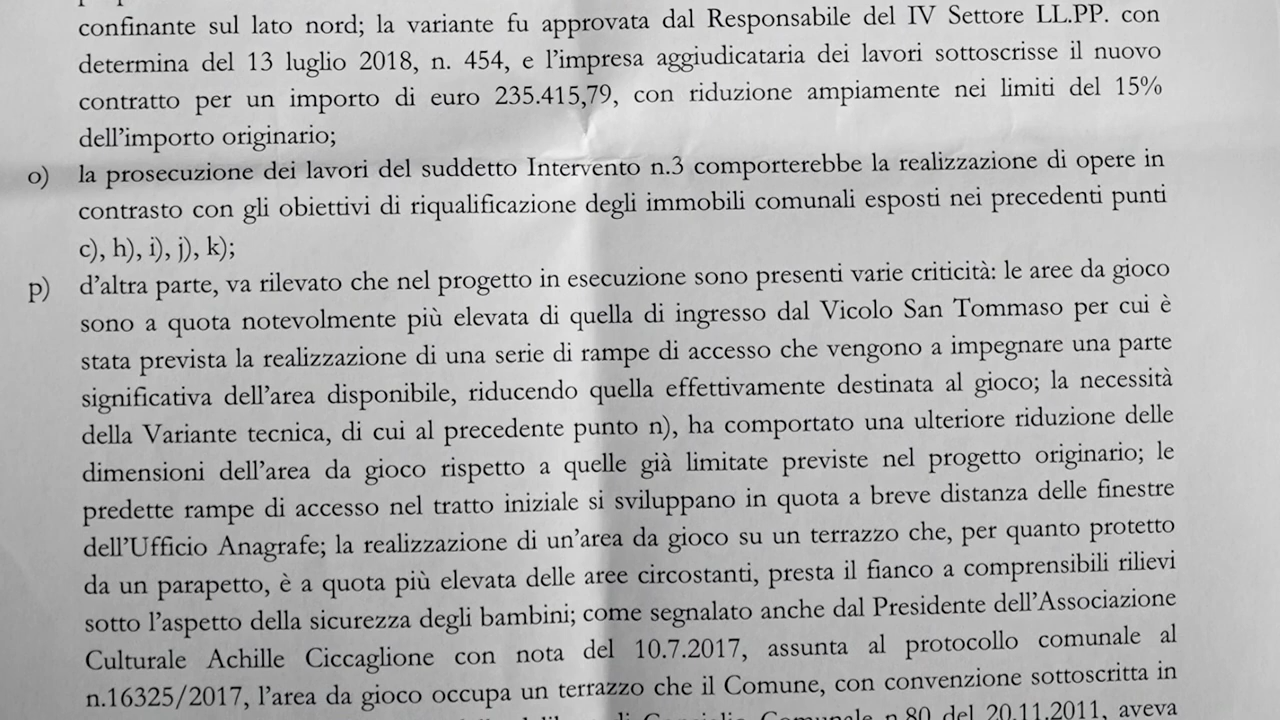 confinante sul lato nord; la variante fu approvata dal Responsabile del IV Settore LL.PP. con
determina del 13 luglio 2018, n. 454, e l'impresa aggiudicataria dei lavori sottoscrisse il nuovo
contratto per un importo di euro 235.415,79, con riduzione ampiamente nei limiti del 15%
dell'importo originario;
o) la prosecuzione dei lavori del suddetto Intervento n.3 comporterebbe la realizzazione di opere in
contrasto con gli obiettivi di riqualificazione degli immobili comunali esposti nei precedenti punti
c), h), i), j), k);
p) d'altra parte, va rilevato che nel progetto in esecuzione sono presenti varie criticità: le aree da gioco
sono a quota notevolmente più elevata di quella di ingresso dal Vicolo San Tommaso per cui è
stata prevista la realizzazione di una serie di rampe di accesso che vengono a impegnare una parte
significativa dell'area disponibile, riducendo quella effettivamente destinata al gioco; la necessità
della Variante tecnica, di cui al precedente punto n), ha comportato una ulteriore riduzione delle
dimensioni dell'area da gioco rispetto a quelle già limitate previste nel progetto originario; le
predette rampe di accesso nel tratto iniziale si sviluppano in quota a breve distanza delle finestre
dell'Ufficio Anagrafe; la realizzazione di un'area da gioco su un terrazzo che, per quanto protetto
da un parapetto, è a quota più elevata delle aree circostanti, presta il fianco a comprensibili rilievi
sotto l'aspetto della sicurezza degli bambini; come segnalato anche dal Presidente dell'Associazione
Culturale Achille Ciccaglione con nota del 10.7.2017, assunta al protocollo comunale al
n.16325/2017, l'area da gioco occupa un terrazzo che il Comune, con convenzione sottoscritta in
Comunale n.80 del 20.11.2011, aveva